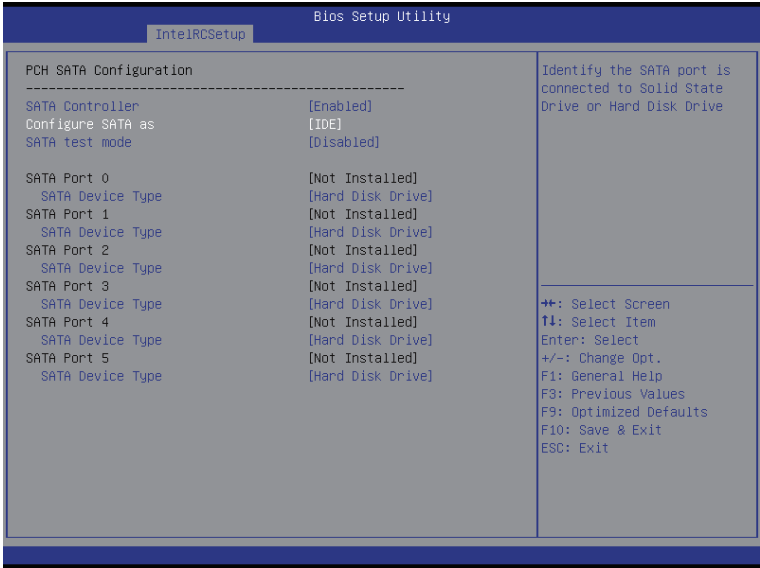 Bios Setup Utility
IntelRCSetup
PCH SATA Configuration
--------------------------------------------------
SATA Controller [Enabled]
Configure SATA as [IDE]
SATA test mode [Disabled]
SATA Port 0 [Not Installed]
SATA Device Type [Hard Disk Drive]
SATA Port 1 [Not Installed]
SATA Device Type [Hard Disk Drive]
SATA Port 2 [Not Installed]
SATA Device Type [Hard Disk Drive]
SATA Port 3 [Not Installed]
SATA Device Type [Hard Disk Drive]
SATA Port 4 [Not Installed]
SATA Device Type [Hard Disk Drive]
SATA Port 5 [Not Installed]
SATA Device Type [Hard Disk Drive]
Identify the SATA port is
connected to Solid State
Drive or Hard Disk Drive
→←: Select Screen
↑↓: Select Item
Enter: Select
+/-: Change Opt.
F1: General Help
F3: Previous Values
F9: Optimized Defaults
F10: Save & Exit
ESC: Exit